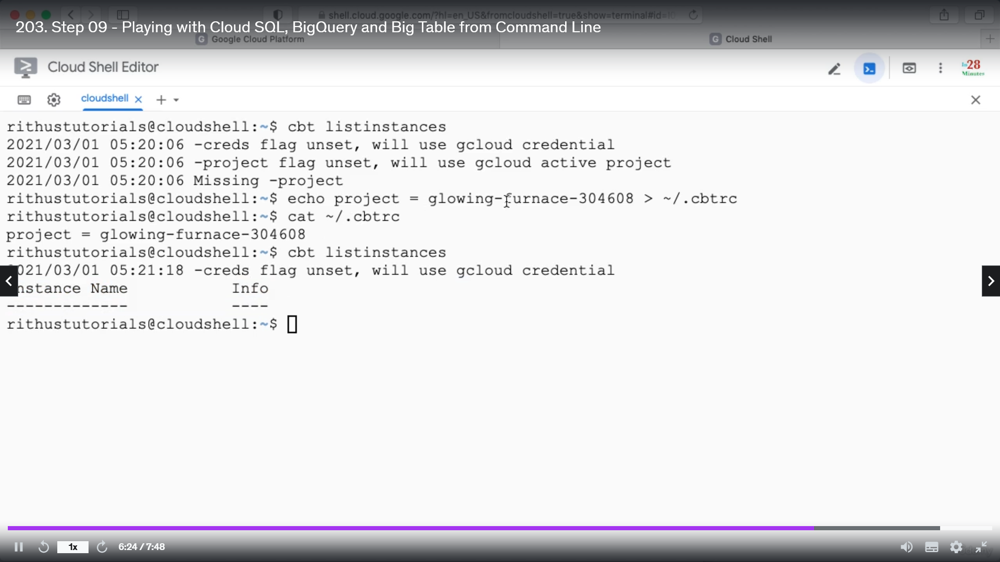 shell.cloud.google.com/?hl=en_US&fromcloudshell=true&show=terminal#id=I0
203. Step 09 - Playing with Cloud SQL, BigQuery and Big Table from Command Line
G Google Cloud Platform
G Cloud Shell
Cloud Shell Editor
In28
Minutes
cloudshell
rithustutorials@cloudshell:~$ cbt listinstances
2021/03/01 05:20:06 -creds flag unset, will use gcloud credential
2021/03/01 05:20:06 -project flag unset, will use gcloud active project
2021/03/01 05:20:06 Missing -project
rithustutorials@cloudshell:~$ echo project = glowing-furnace-304608 > ~/.cbtrc
rithustutorials@cloudshell:~$ cat ~/.cbtrc
project = glowing-furnace-304608
rithustutorials@cloudshell:~$ cbt listinstances
2021/03/01 05:21:18 -creds flag unset, will use gcloud credential
Instance Name Info
------------- ----
rithustutorials@cloudshell:~$
1x
6:24 / 7:48